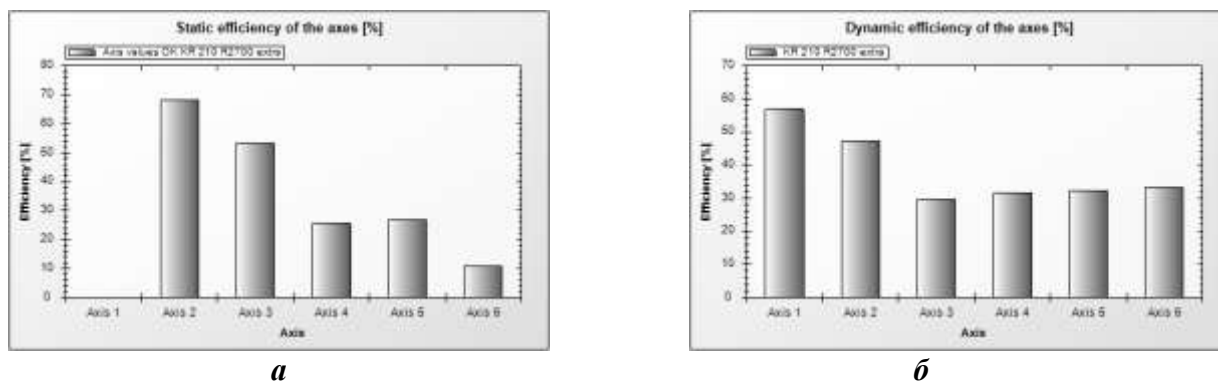 Static efficiency of the axes [%]
Axis values OK KR 210 R2700 extra
80
70
60
50
40
30
20
10
0
Efficiency [%]
Axis 1 Axis 2 Axis 3 Axis 4 Axis 5 Axis 6
Axis
а
Dynamic efficiency of the axes [%]
KR 210 R2700 extra
70
60
50
40
30
20
10
0
Efficiency [%]
Axis 1 Axis 2 Axis 3 Axis 4 Axis 5 Axis 6
Axis
б